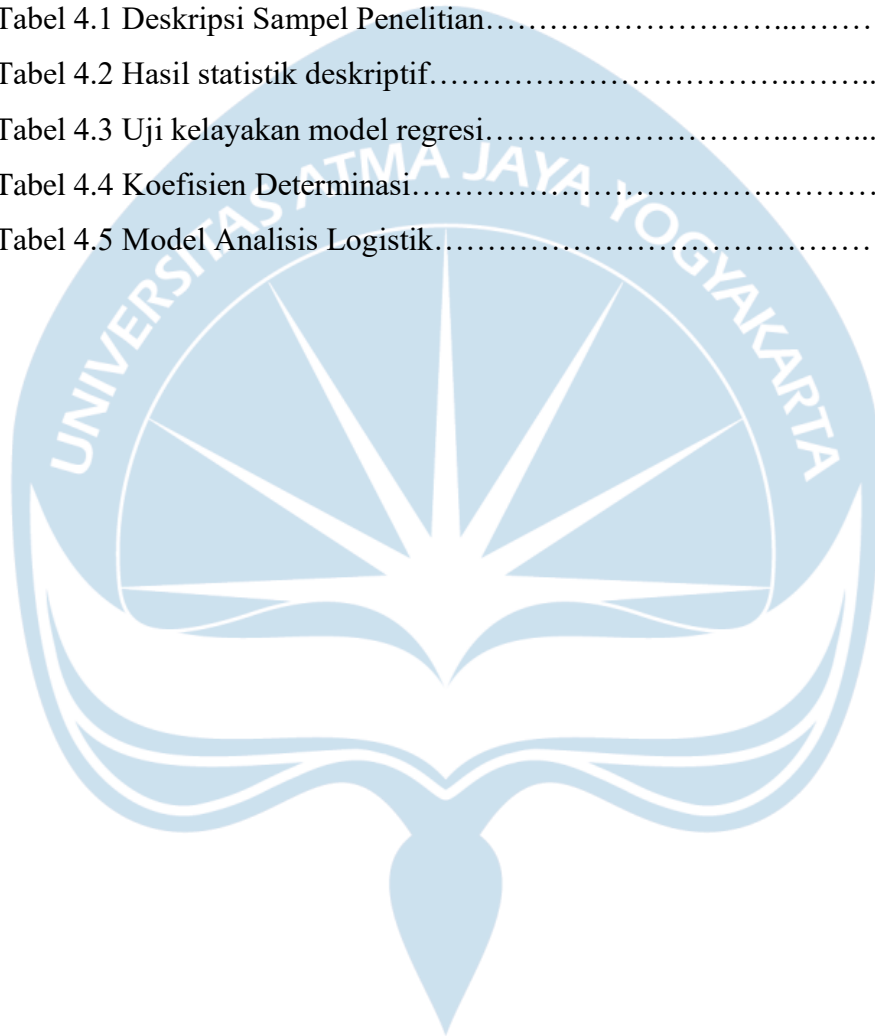 Tabel 4.1 Deskripsi Sampel Penelitian……………………………...……
Tabel 4.2 Hasil statistik deskriptif………………………………..……..
Tabel 4.3 Uji kelayakan model regresi…………………………..……...
Tabel 4.4 Koefisien Determinasi……………………………….…………
Tabel 4.5 Model Analisis Logistik……………………………………
UNIVERSITAS ATMA JAYA YOGYAKARTA